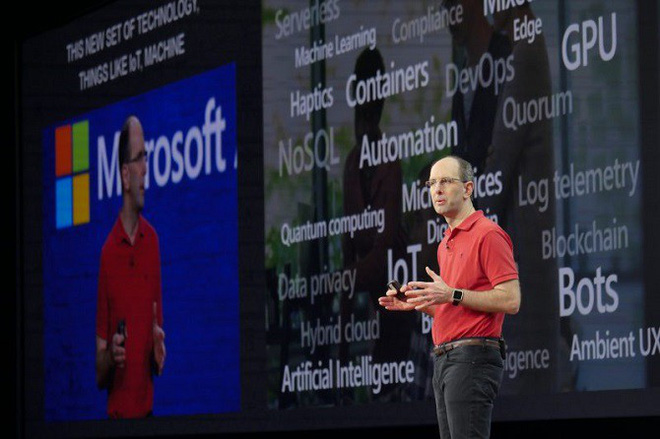 THIS NEW SET OF TECHNOLOGY,
THINGS LIKE IoT, MACHINE
Microsoft A
Serverless
Compliance
Edge
Machine Learning
GPU
Haptics
Containers
DevOps
Quorum
NoSQL
Automation
Log telemetry
Quantum computing
Blockchain
Data privacy
IoT
Bots
Hybrid cloud
Ambient UX
Artificial Intelligence